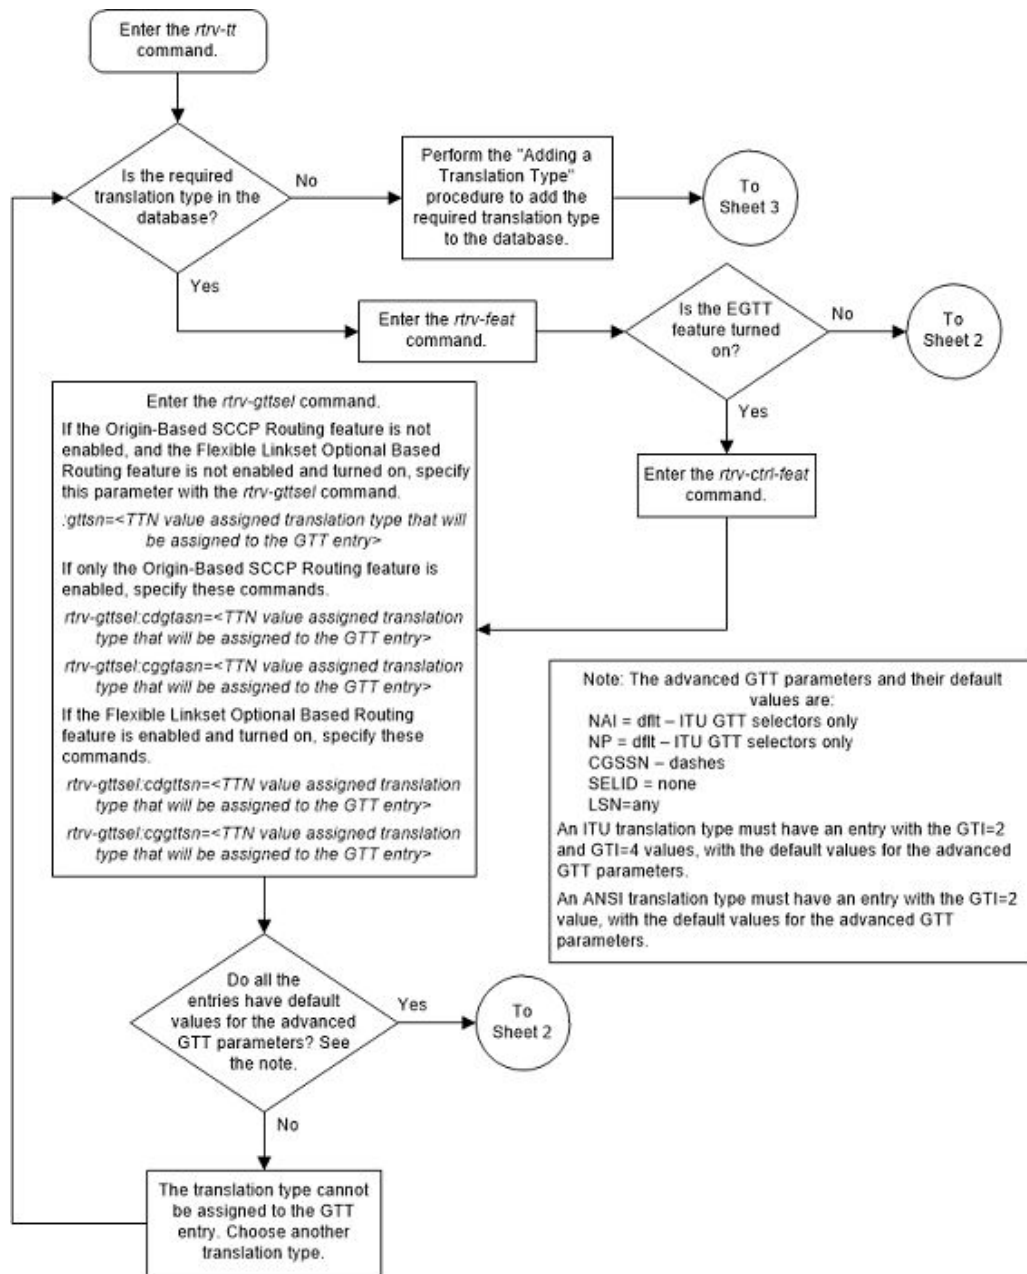 Enter the rtrv-tt
command.
Is the required
translation type in the
database?
No
Perform the "Adding a
Translation Type"
procedure to add the
required translation type
to the database.
To
Sheet 3
Yes
Enter the rtrv-feat
command.
Is the EGTT
feature turned
on?
No
To
Sheet 2
Yes
Enter the rtrv-ctrl-feat
command.
Enter the rtrv-gttsel command.
If the Origin-Based SCCP Routing feature is not
enabled, and the Flexible Linkset Optional Based
Routing feature is not enabled and turned on, specify
this parameter with the rtrv-gttsel command.
:gttsn=<TTN value assigned translation type that will
be assigned to the GTT entry>
If only the Origin-Based SCCP Routing feature is
enabled, specify these commands.
rtrv-gttsel:cdgtasn=<TTN value assigned translation
type that will be assigned to the GTT entry>
rtrv-gttsel:cggtasn=<TTN value assigned translation
type that will be assigned to the GTT entry>
If the Flexible Linkset Optional Based Routing
feature is enabled and turned on, specify these
commands.
rtrv-gttsel:cdgttsn=<TTN value assigned translation
type that will be assigned to the GTT entry>
rtrv-gttsel:cggttsn=<TTN value assigned translation
type that will be assigned to the GTT entry>
Note: The advanced GTT parameters and their default
values are:
NAI = dflt – ITU GTT selectors only
NP = dflt – ITU GTT selectors only
CGSSN – dashes
SELID = none
LSN=any
An ITU translation type must have an entry with the GTI=2
and GTI=4 values, with the default values for the advanced
GTT parameters.
An ANSI translation type must have an entry with the GTI=2
value, with the default values for the advanced GTT
parameters.
Do all the
entries have default
values for the advanced
GTT parameters? See
the note.
Yes
To
Sheet 2
No
The translation type cannot
be assigned to the GTT
entry. Choose another
translation type.